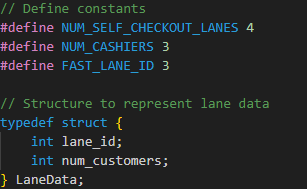 // Define constants
#define NUM_SELF_CHECKOUT_LANES 4
#define NUM_CASHIERS 3
#define FAST_LANE_ID 3
// Structure to represent lane data
typedef struct {
int lane_id;
int num_customers;
} LaneData;